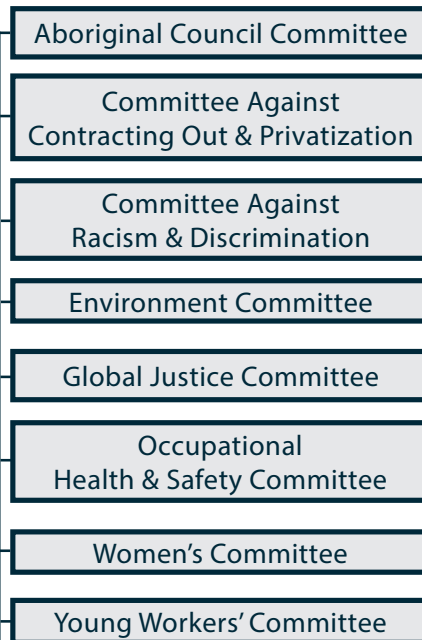 Aboriginal Council Committee
Committee Against
Contracting Out & Privatization
Committee Against
Racism & Discrimination
Environment Committee
Global Justice Committee
Occupational
Health & Safety Committee
Women’s Committee
Young Workers’ Committee